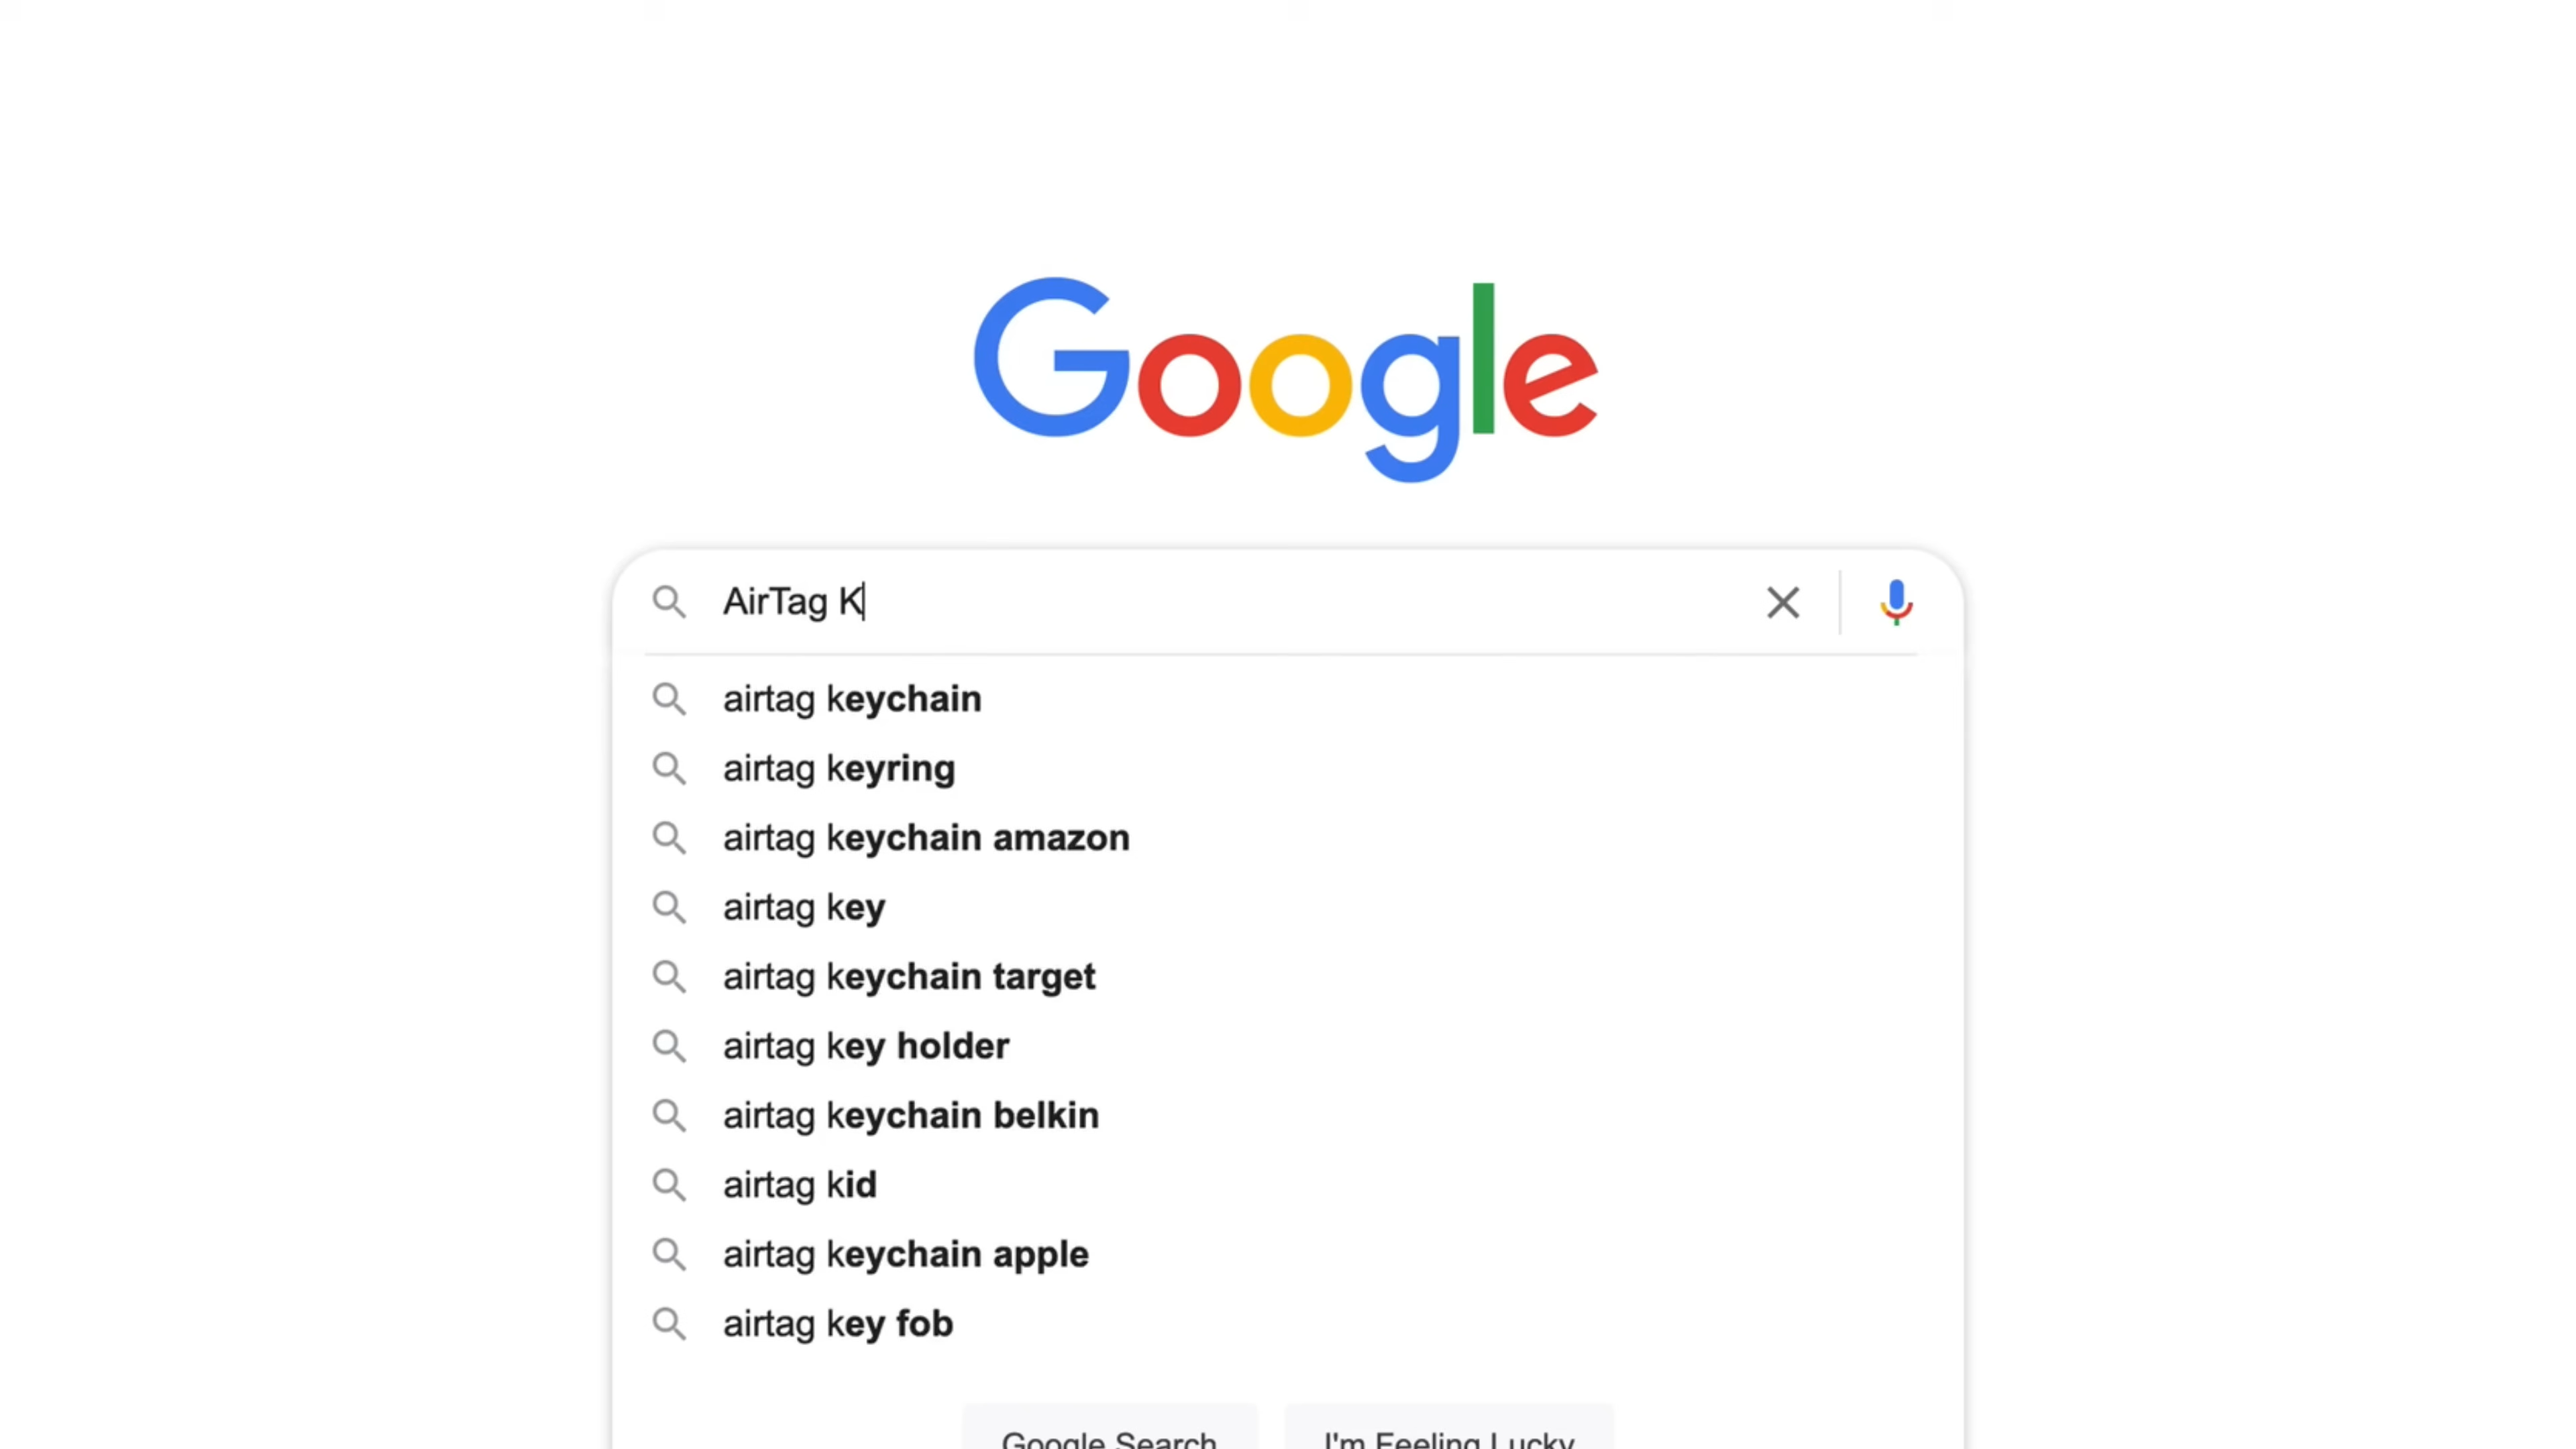 Google
AirTag K
airtag keychain
airtag keyring
airtag keychain amazon
airtag key
airtag keychain target
airtag key holder
airtag keychain belkin
airtag kid
airtag keychain apple
airtag key fob
Google Search I'm Feeling Lucky